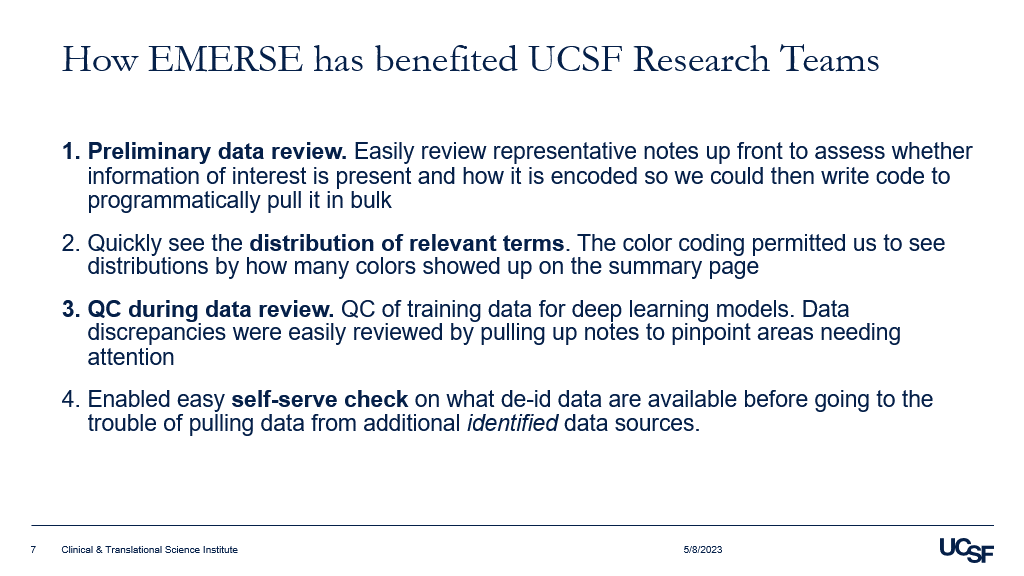 How EMERSE has benefited UCSF Research Teams
1. Preliminary data review. Easily review representative notes up front to assess whether
information of interest is present and how it is encoded so we could then write code to
programmatically pull it in bulk
2. Quickly see the distribution of relevant terms. The color coding permitted us to see
distributions by how many colors showed up on the summary page
3. QC during data review. QC of training data for deep learning models. Data
discrepancies were easily reviewed by pulling up notes to pinpoint areas needing
attention
4. Enabled easy self-serve check on what de-id data are available before going to the
trouble of pulling data from additional identified data sources.
7 Clinical & Translational Science Institute 5/8/2023 UCSF